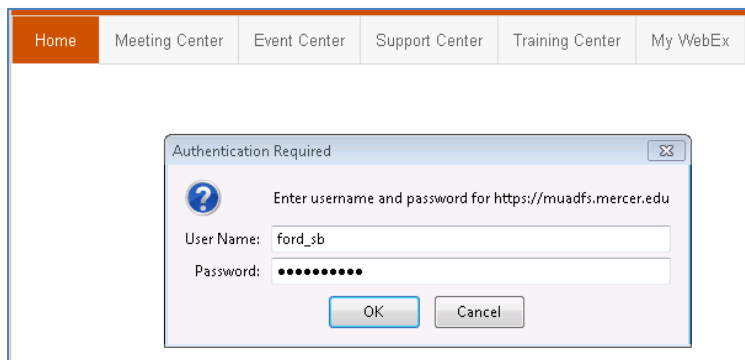 Home Meeting Center Event Center Support Center Training Center My WebEx
Authentication Required
Enter username and password for https://muadfs.mercer.edu
User Name: ford_sb
Password: ••••••••••
OK Cancel